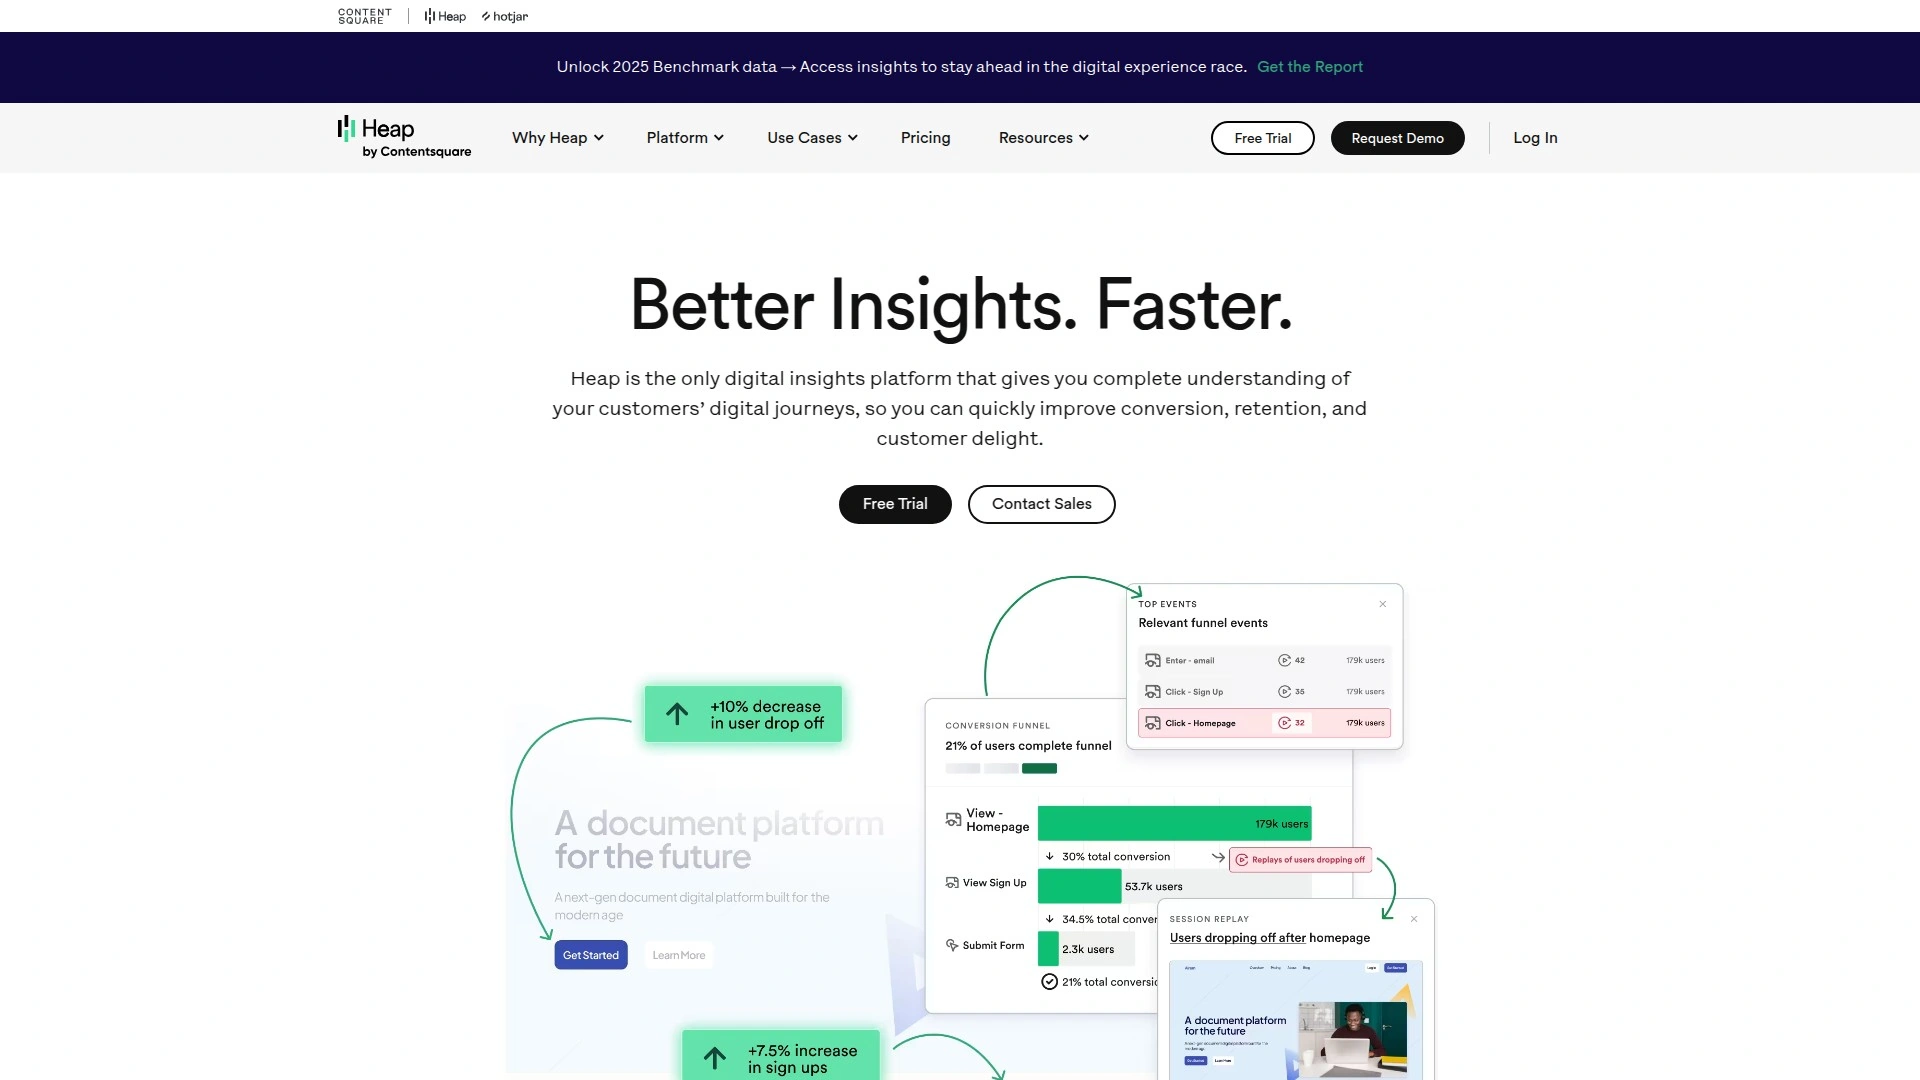 CONTENT
SQUARE
Heap
hotjar
Unlock 2025 Benchmark data → Access insights to stay ahead in the digital experience race. Get the Report
Heap
by Contentsquare
Why Heap
Platform
Use Cases
Pricing
Resources
Free Trial
Request Demo
Log In
Better Insights. Faster.
Heap is the only digital insights platform that gives you complete understanding of
your customers’ digital journeys, so you can quickly improve conversion, retention, and
customer delight.
Free Trial
Contact Sales
TOP EVENTS
Relevant funnel events
Enter - email 42 179k users
Click - Sign Up 35 179k users
Click - Homepage 32 179k users
+10% decrease
in user drop off
CONVERSION FUNNEL
21% of users complete funnel
View -
Homepage
179k users
30% total conversion
Replays of users dropping off
View Sign Up
53.7k users
34.5% total conver
Submit Form
2.3k users
21% total conversic
A document platform
for the future
A next-gen document digital platform built for the
modern age
Get Started
Learn More
SESSION REPLAY
Users dropping off after homepage
A document platform
for the future
+7.5% increase
in sign ups